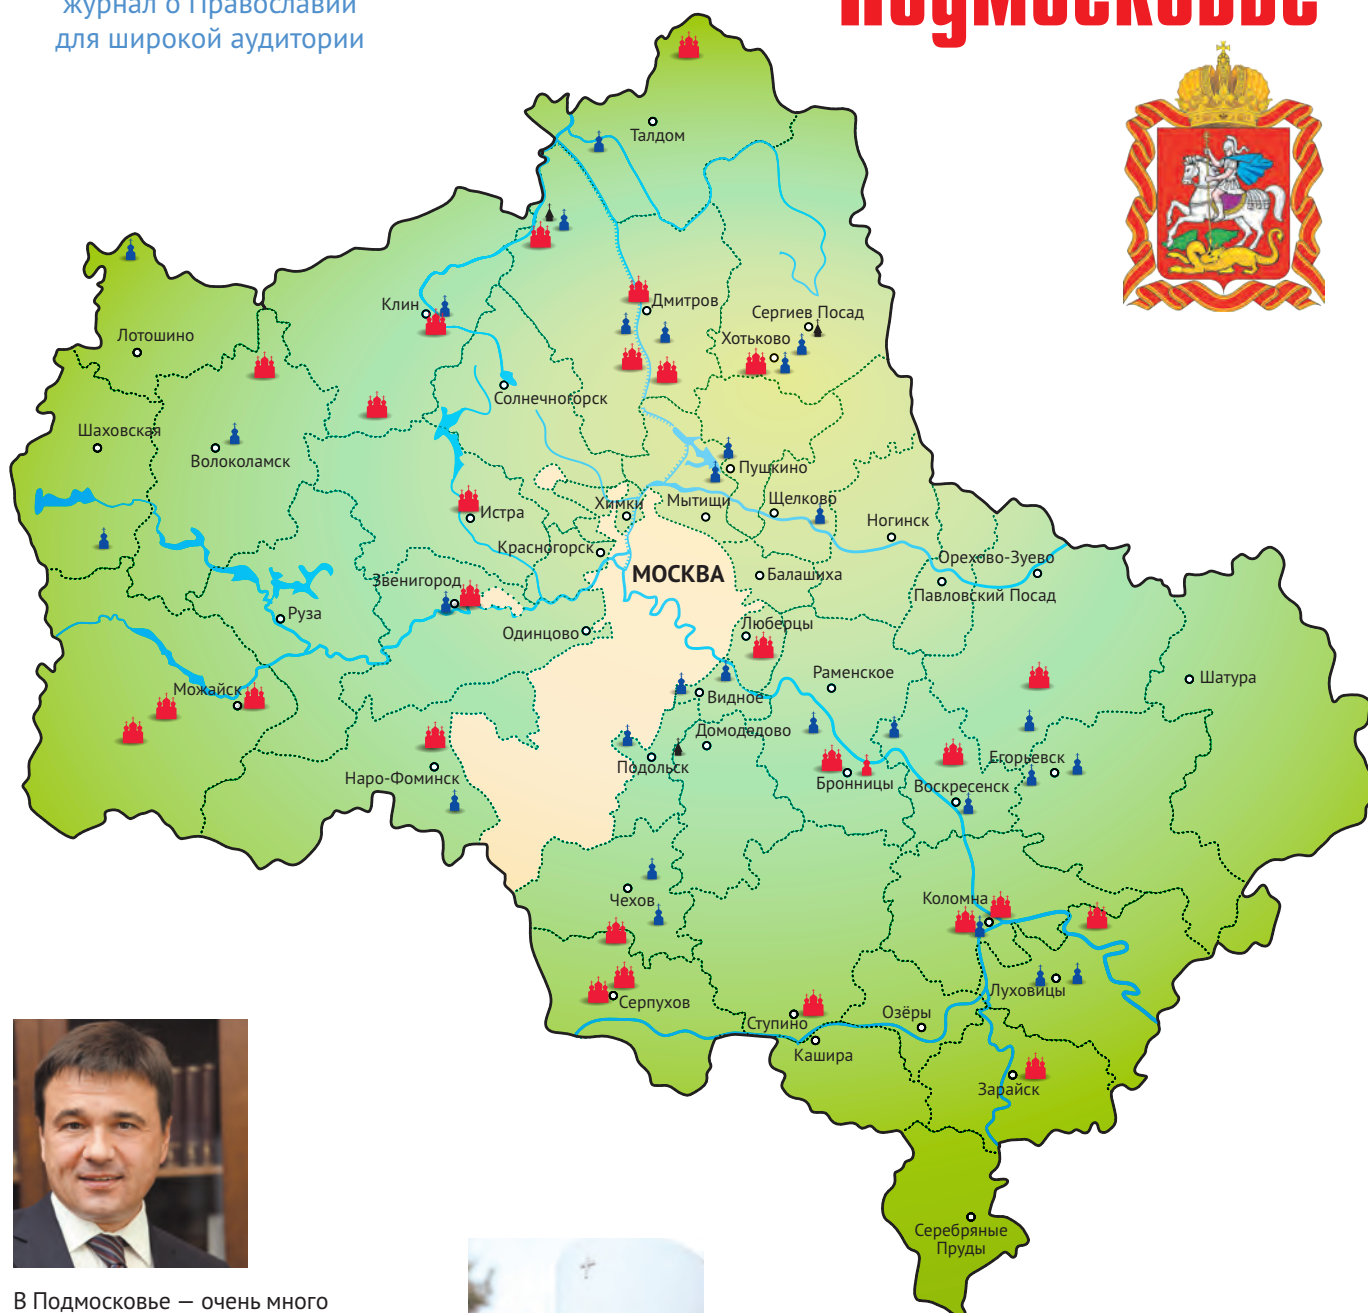 журнал о Православии
для широкой аудитории
Подмосковье
Талдом
Клин
Дмитров
Сергиев Посад
Хотьково
Лотошино
Солнечногорск
Шаховская
Волоколамск
Пушкино
Истра
Химки
Мытищи
Щелково
Ногинск
Красногорск
МОСКВА
Балашиха
Орехово-Зуево
Павловский Посад
Звенигород
Руза
Одинцово
Люберцы
Можайск
Видное
Раменское
Шатура
Домодедово
Подольск
Наро-Фоминск
Бронницы
Воскресенск
Егорьевск
Чехов
Коломна
Серпухов
Ступино
Озёры
Луховицы
Кашира
Зарайск
Серебряные
Пруды
В Подмосковье — очень много